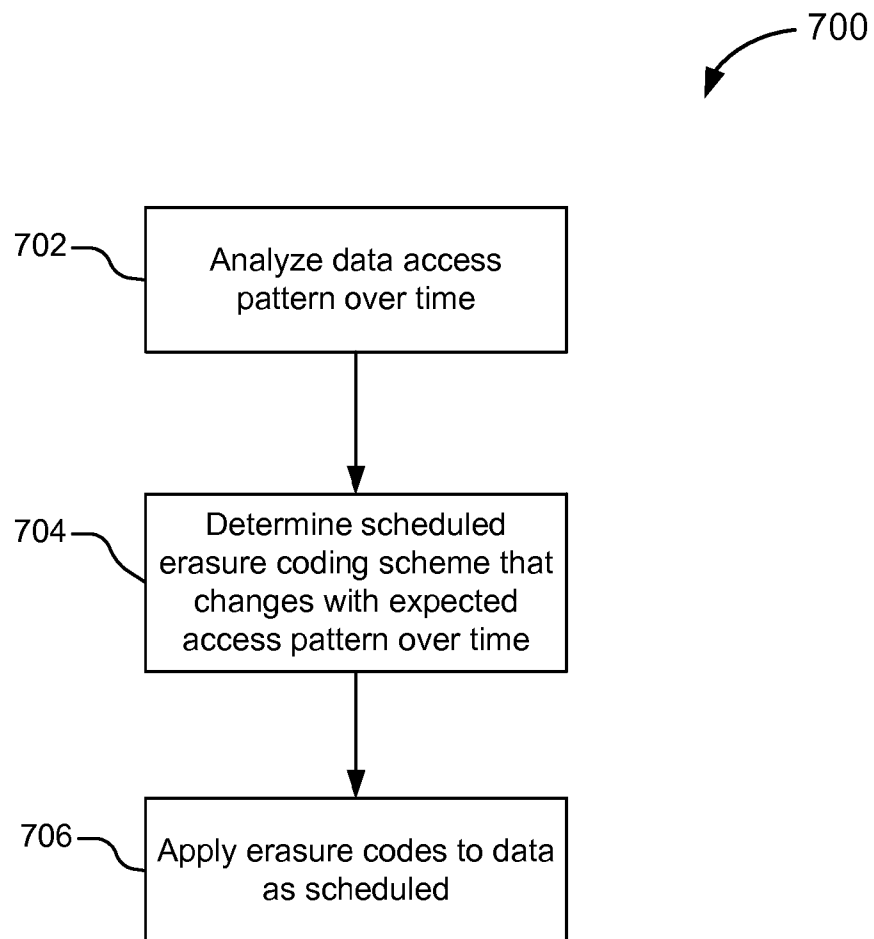 700
702
Analyze data access
pattern over time
704
Determine scheduled
erasure coding scheme that
changes with expected
access pattern over time
706
Apply erasure codes to data
as scheduled